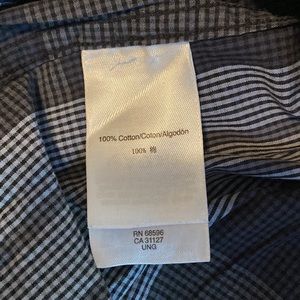 100% Cotton/Coton/Algodón
100% 棉
RN 68596
CA 31127
UNG